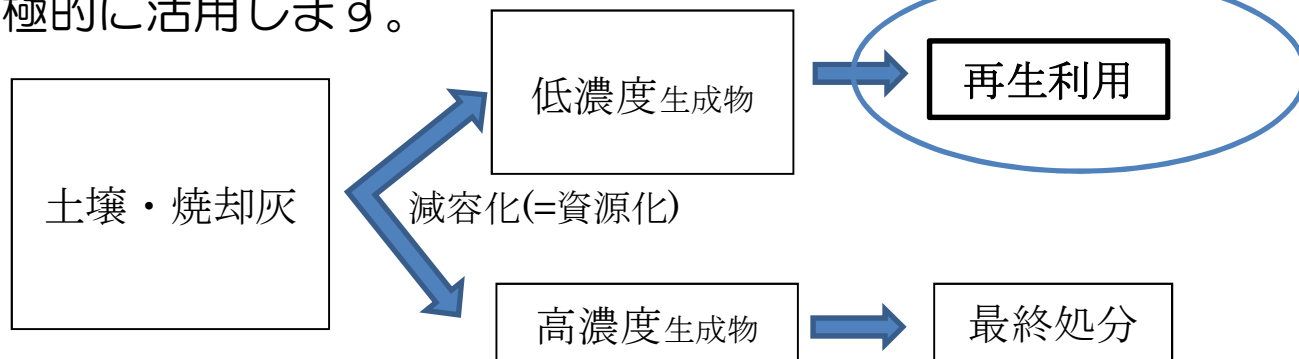 極的に活用します。
低濃度生成物
再生利用
土壌・焼却灰
減容化(=資源化)
高濃度生成物
最終処分